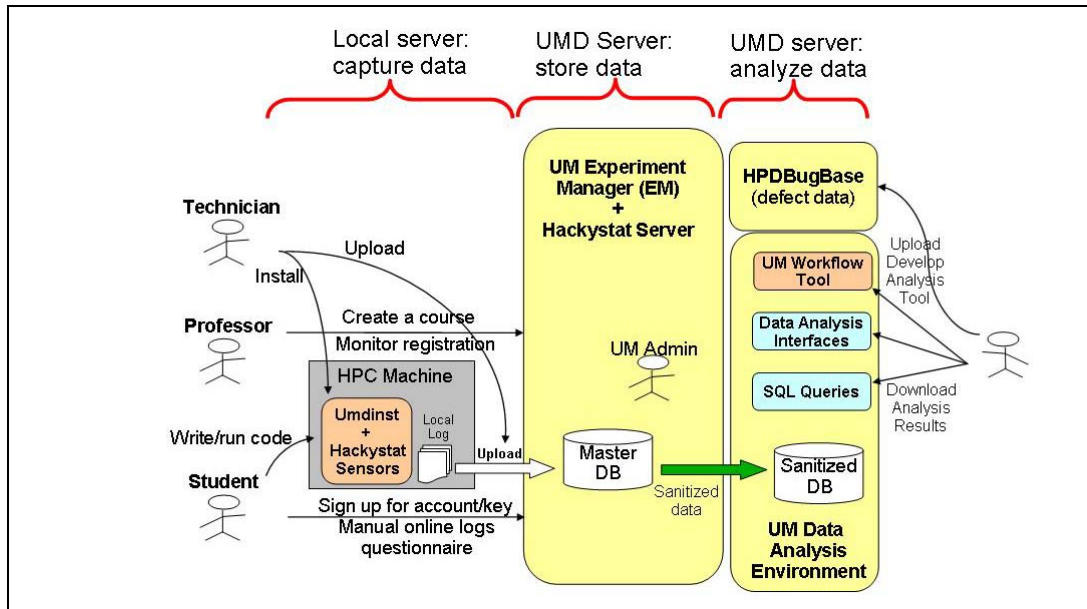 Local server:
capture data
UMD Server:
store data
UMD server:
analyze data
Technician
Upload
Install
Professor
Create a course
Monitor registration
HPC Machine
Umdinst
+
Hackystat
Sensors
Local
Log
Upload
Write/run code
Student
Sign up for account/key
Manual online logs
questionnaire
UM Experiment
Manager (EM)
+
Hackystat Server
UM Admin
Master
DB
Sanitized
data
HPDBugBase
(defect data)
UM Workflow
Tool
Data Analysis
Interfaces
SQL Queries
Sanitized
DB
UM Data
Analysis
Environment
Upload
Develop
Analysis
Tool
Download
Analysis
Results